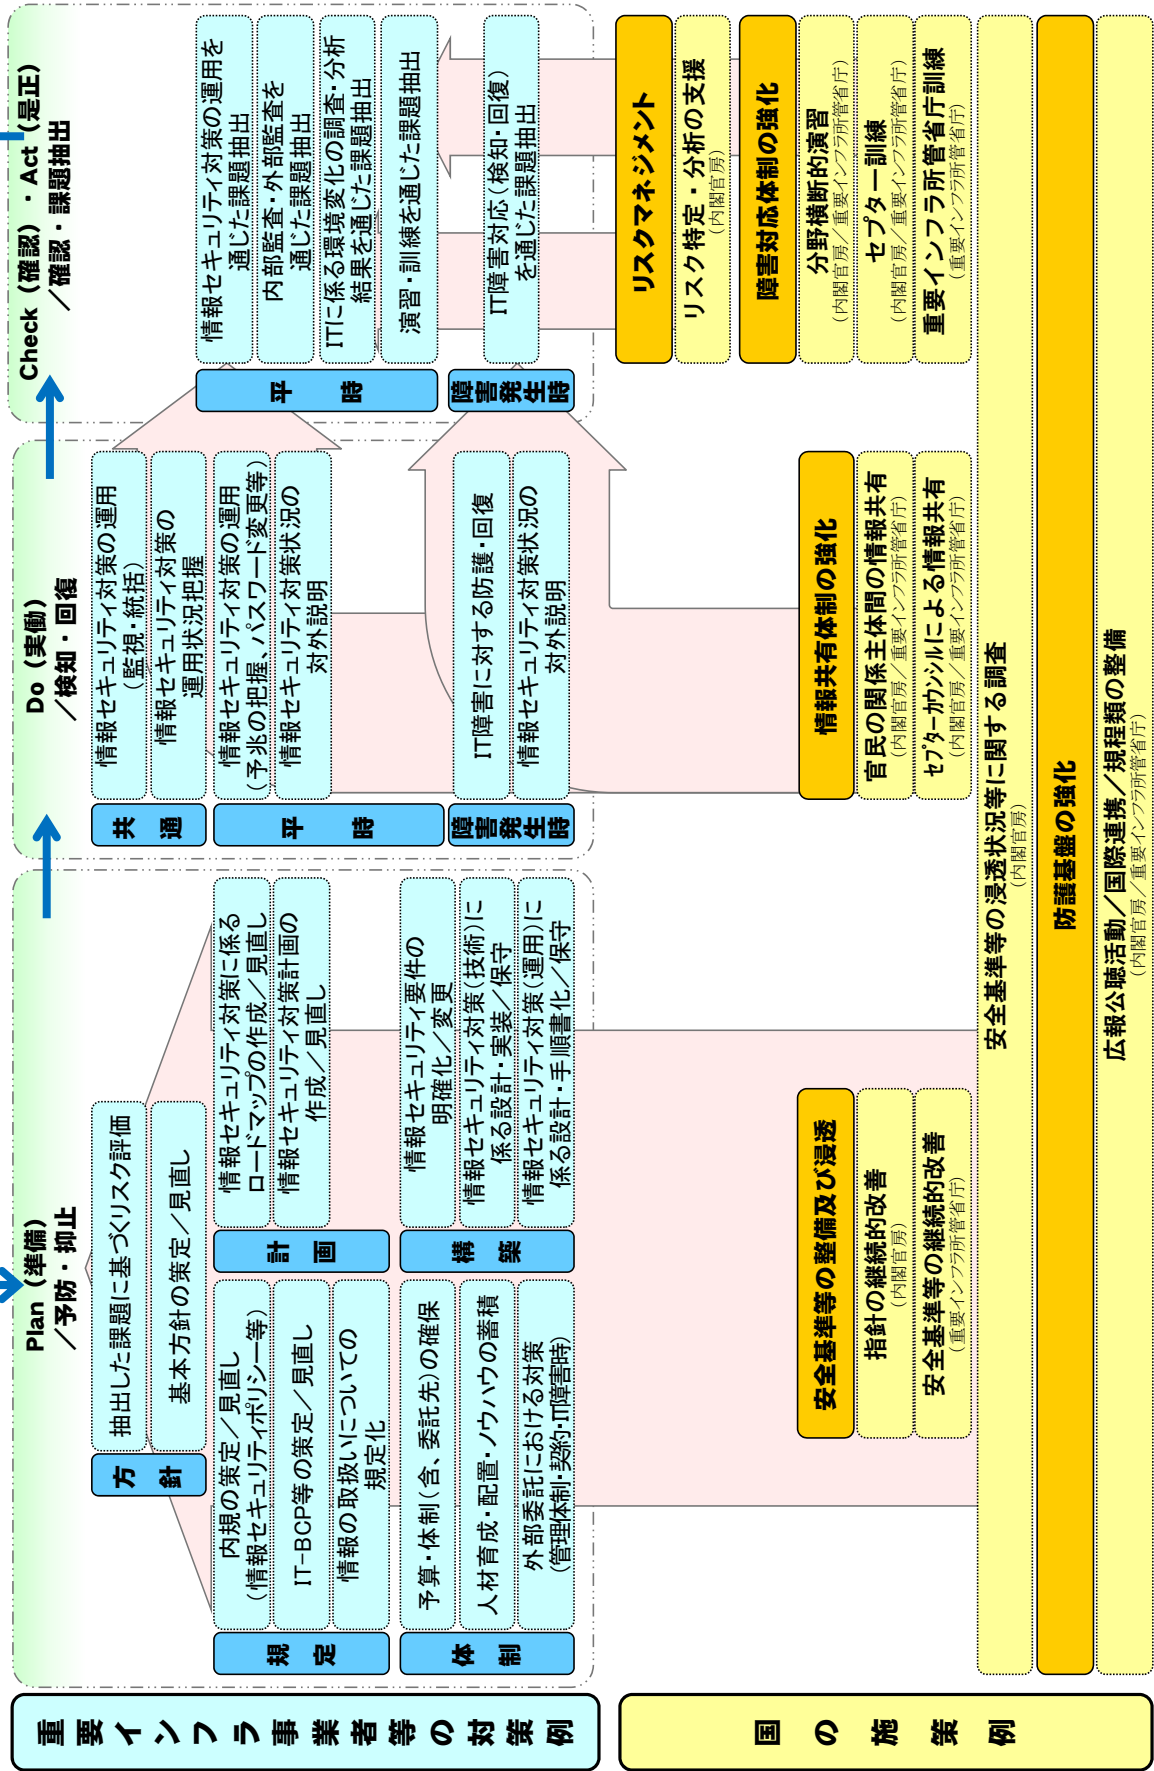 重要インフラ事業者等の対策例
Plan（準備）
／予防・抑止
方針
抽出した課題に基づくリスク評価
基本方針の策定／見直し
規定
内規の策定／見直し
（情報セキュリティポリシー等）
IT-BCP等の策定／見直し
情報の取扱いについての
規定化
計画
情報セキュリティ対策に係る
ロードマップの作成／見直し
情報セキュリティ対策計画の
作成／見直し
体制
予算・体制（含、委託先）の確保
人材育成・配置・ノウハウの蓄積
外部委託における対策
（管理体制・契約・IT障害時）
構築
情報セキュリティ要件の
明確化／変更
情報セキュリティ対策（技術）に
係る設計・実装／保守
情報セキュリティ対策（運用）に
係る設計・手順書化／保守
Do（実働）
／検知・回復
共通
情報セキュリティ対策の運用
（監視・統括）
情報セキュリティ対策の
運用状況把握
平時
情報セキュリティ対策の運用
（予兆の把握、パスワード変更等）
情報セキュリティ対策状況の
対外説明
障害発生時
IT障害に対する防護・回復
情報セキュリティ対策状況の
対外説明
Check（確認）・Act（是正）
／確認・課題抽出
平時
情報セキュリティ対策の運用を
通じた課題抽出
内部監査・外部監査を
通じた課題抽出
ITに係る環境変化の調査・分析
結果を通じた課題抽出
演習・訓練を通じた課題抽出
障害発生時
IT障害対応（検知・回復）
を通じた課題抽出
国の施策例
安全基準等の整備及び浸透
指針の継続的改善
（内閣官房）
安全基準等の継続的改善
（重要インフラ所管省庁）
情報共有体制の強化
官民の関係主体間の情報共有
（内閣官房／重要インフラ所管省庁）
セプターカウンシルによる情報共有
（内閣官房／重要インフラ所管省庁）
リスクマネジメント
リスク特定・分析の支援
（内閣官房）
障害対応体制の強化
分野横断的演習
（内閣官房／重要インフラ所管省庁）
セプター訓練
（内閣官房／重要インフラ所管省庁）
重要インフラ所管省庁訓練
（重要インフラ所管省庁）
安全基準等の浸透状況等に関する調査
（内閣官房）
防護基盤の強化
広報公聴活動／国際連携／規程類の整備
（内閣官房／重要インフラ所管省庁）